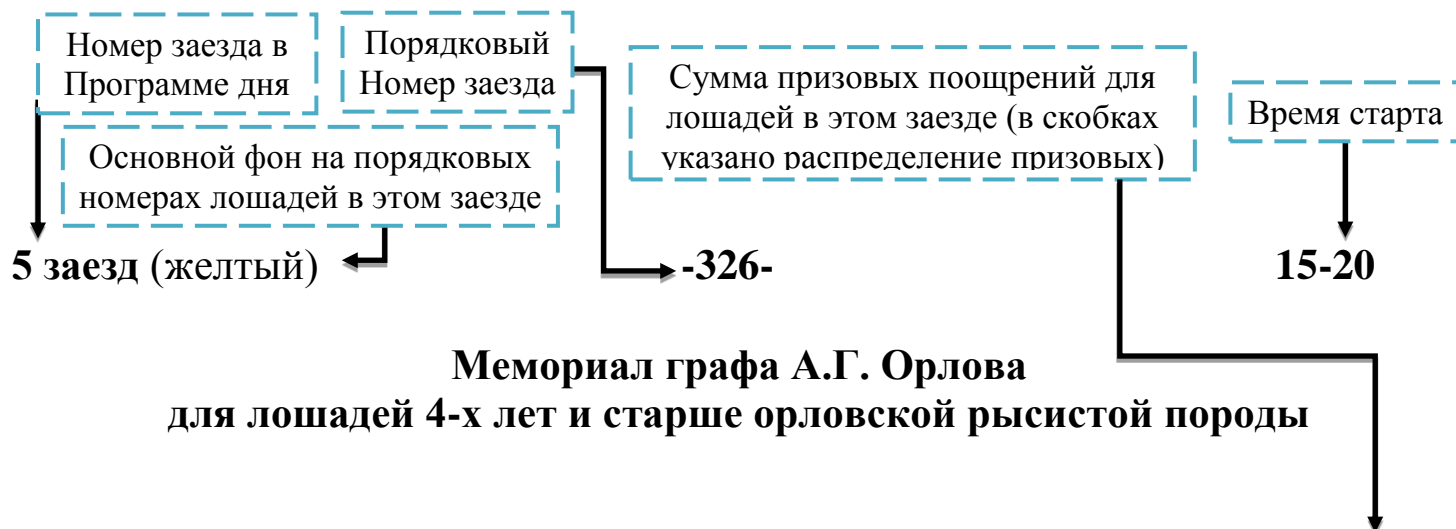 Номер заезда в
Программе дня
Порядковый
Номер заезда
Сумма призовых поощрений для
лошадей в этом заезде (в скобках
указано распределение призовых)
Время старта
Основной фон на порядковых
номерах лошадей в этом заезде
5 заезд (желтый)
-326-
15-20
Мемориал графа А.Г. Орлова
для лошадей 4-х лет и старше орловской рысистой породы